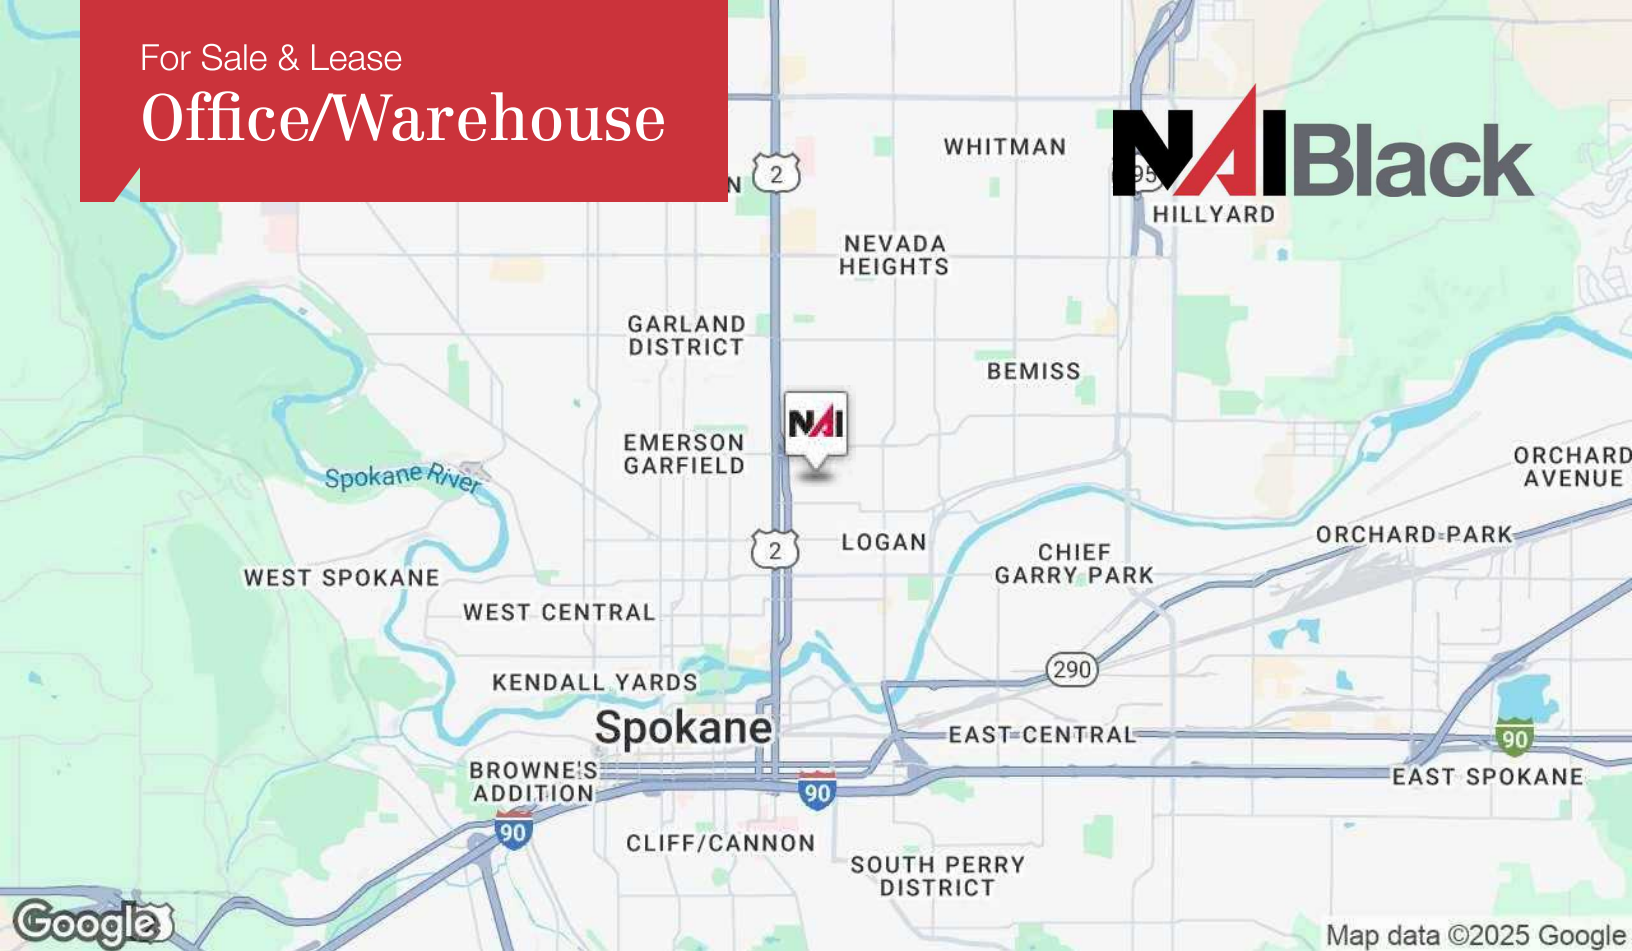 For Sale & Lease
Office/Warehouse
NAIBlack
WHITMAN
N
2
95
HILLYARD
NEVADA
HEIGHTS
GARLAND
DISTRICT
BEMISS
NAI
EMERSON
GARFIELD
Spokane River
ORCHARD
AVENUE
2
LOGAN
ORCHARD PARK
CHIEF
GARRY PARK
WEST SPOKANE
WEST CENTRAL
290
KENDALL YARDS
Spokane
EAST CENTRAL
90
BROWNE'S
ADDITION
90
EAST SPOKANE
90
CLIFF/CANNON
SOUTH PERRY
DISTRICT
Google
Map data ©2025 Google